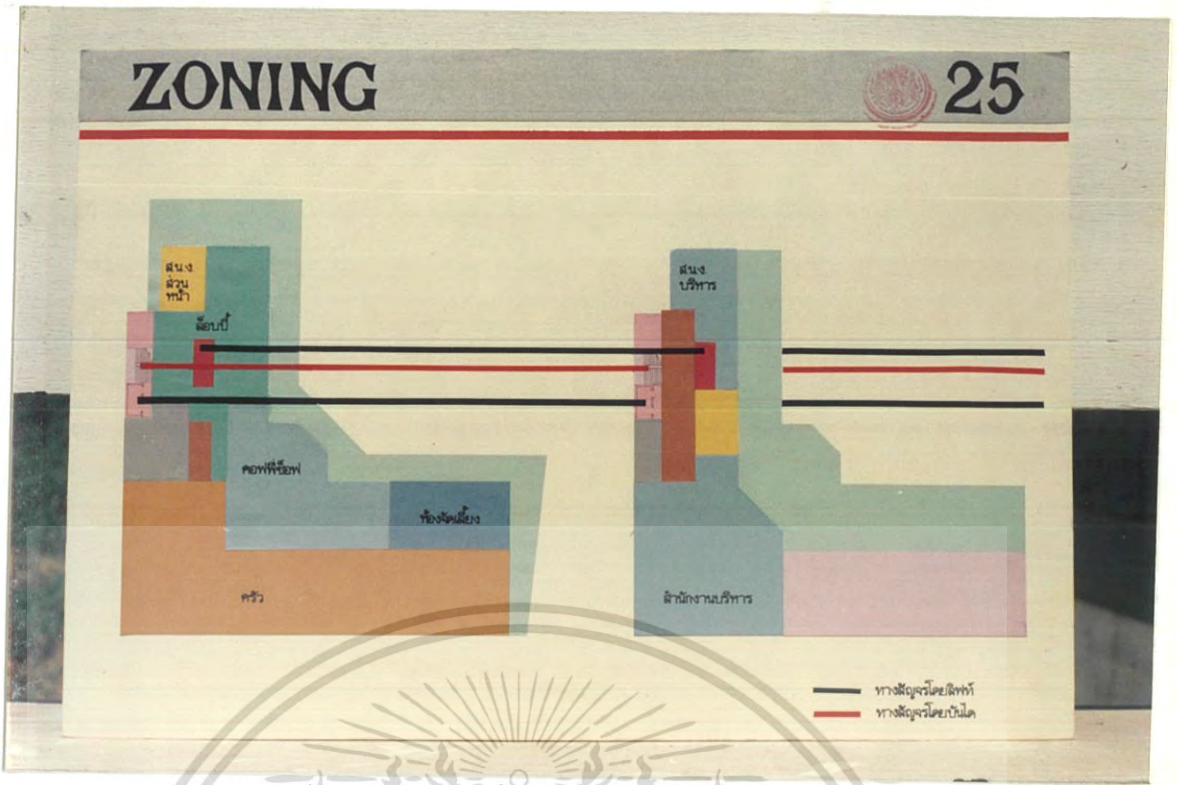 ZONING
25
ส.น.ง.
ส่วน
หน้า
ล็อบบี้
คอฟฟี่ช็อฟ
ห้องจัดเลี้ยง
ครัว
ส.น.ง.
บริหาร
สำนักงานบริหาร
ทางสัญจรโดยลิฟท์
ทางสัญจรโดยบันได